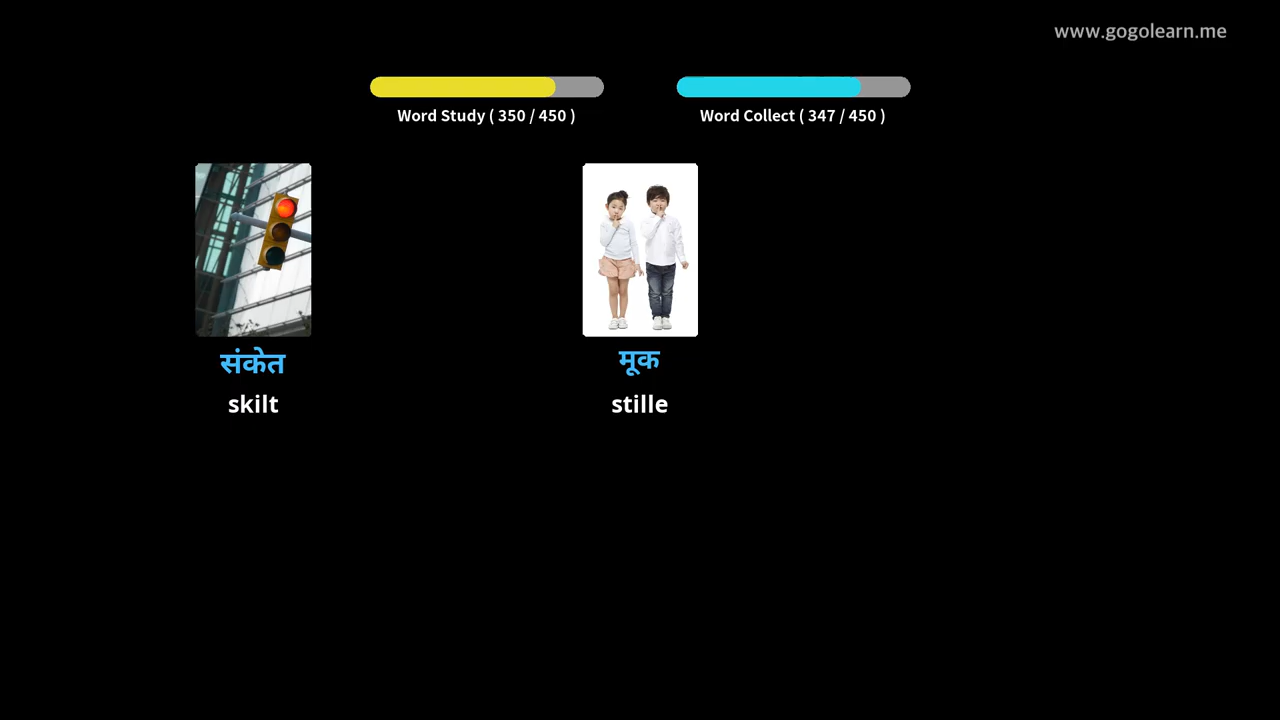 www.gogolearn.me
Word Study ( 350 / 450 )
Word Collect ( 347 / 450 )
संकेत
मूक
skilt
stille